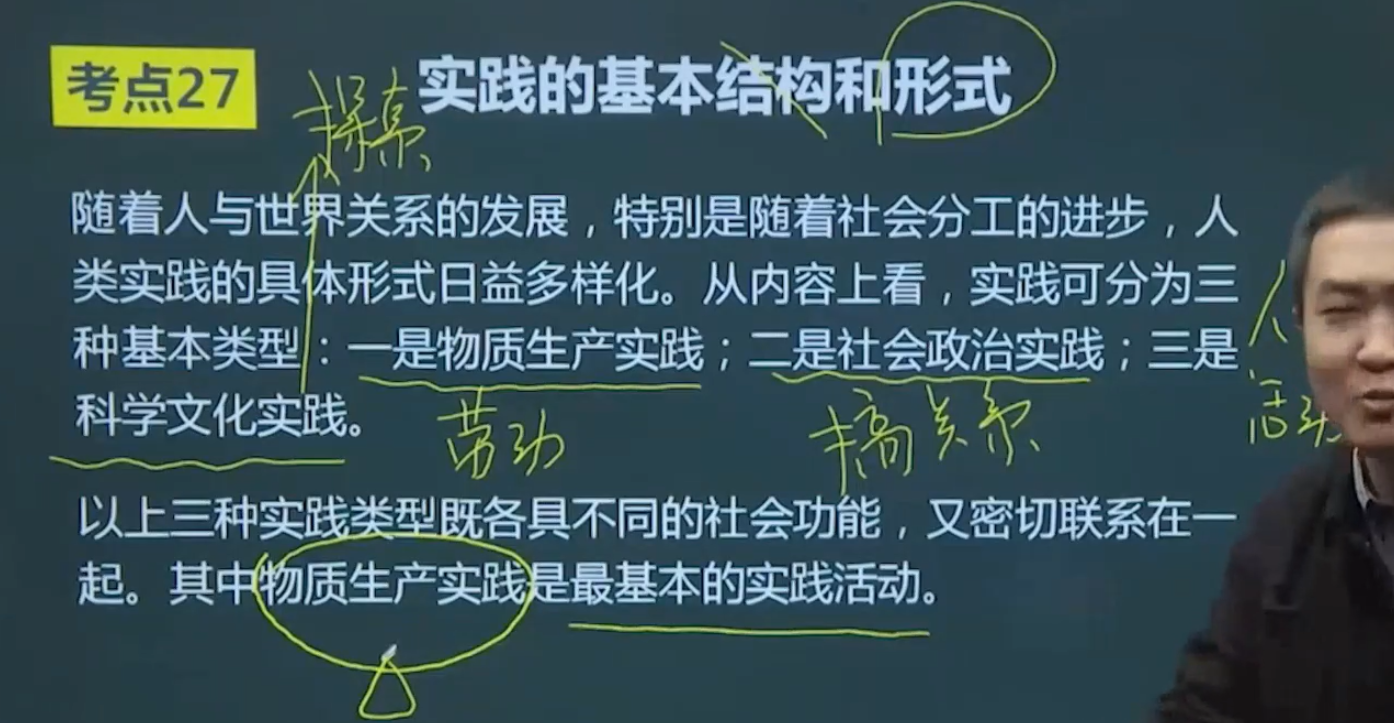 考点27 实践的基本结构和形式
探索
随着人与世界关系的发展，特别是随着社会分工的进步，人
类实践的具体形式日益多样化。从内容上看，实践可分为三
种基本类型：一是物质生产实践；二是社会政治实践；三是
人
科学文化实践。
劳动 搞关系 活动
以上三种实践类型既各具不同的社会功能，又密切联系在一
起。其中物质生产实践是最基本的实践活动。